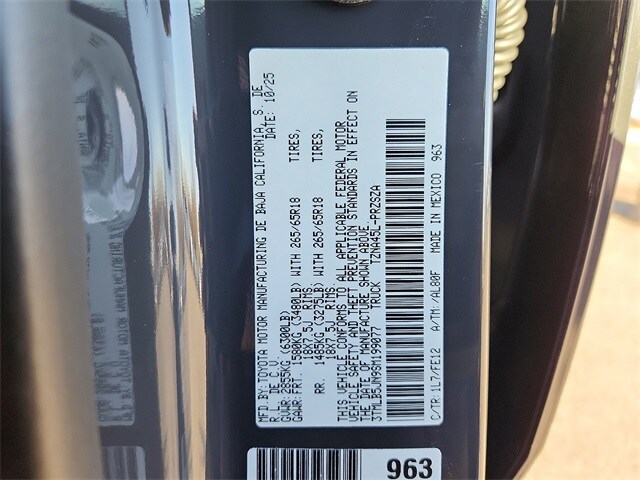 MFD.BY:TOYOTA MOTOR MANUFACTURING DE BAJA CALIFORNIA, S. DE
R.L. DE C.V. DATE: 10/25
GVWR:2855KG(6300LB)
GAWR:FRT. 1580KG (3480LB) WITH 265/65R18 TIRES,
18X7.5J RIMS
RR. 1485KG (3275LB) WITH 265/65R18 TIRES,
18X7.5J RIMS
THIS VEHICLE CONFORMS TO ALL APPLICABLE FEDERAL MOTOR
VEHICLE SAFETY AND THEFT PREVENTION STANDARDS IN EFFECT ON
THE DATE OF MANUFACTURE SHOWN ABOVE.
3TMLB5JN9SM199077 TRUCK TZNA45L-PRZSZA
C/TR:1L7/FE12 A/TM:/AL80F MADE IN MEXICO 963
963